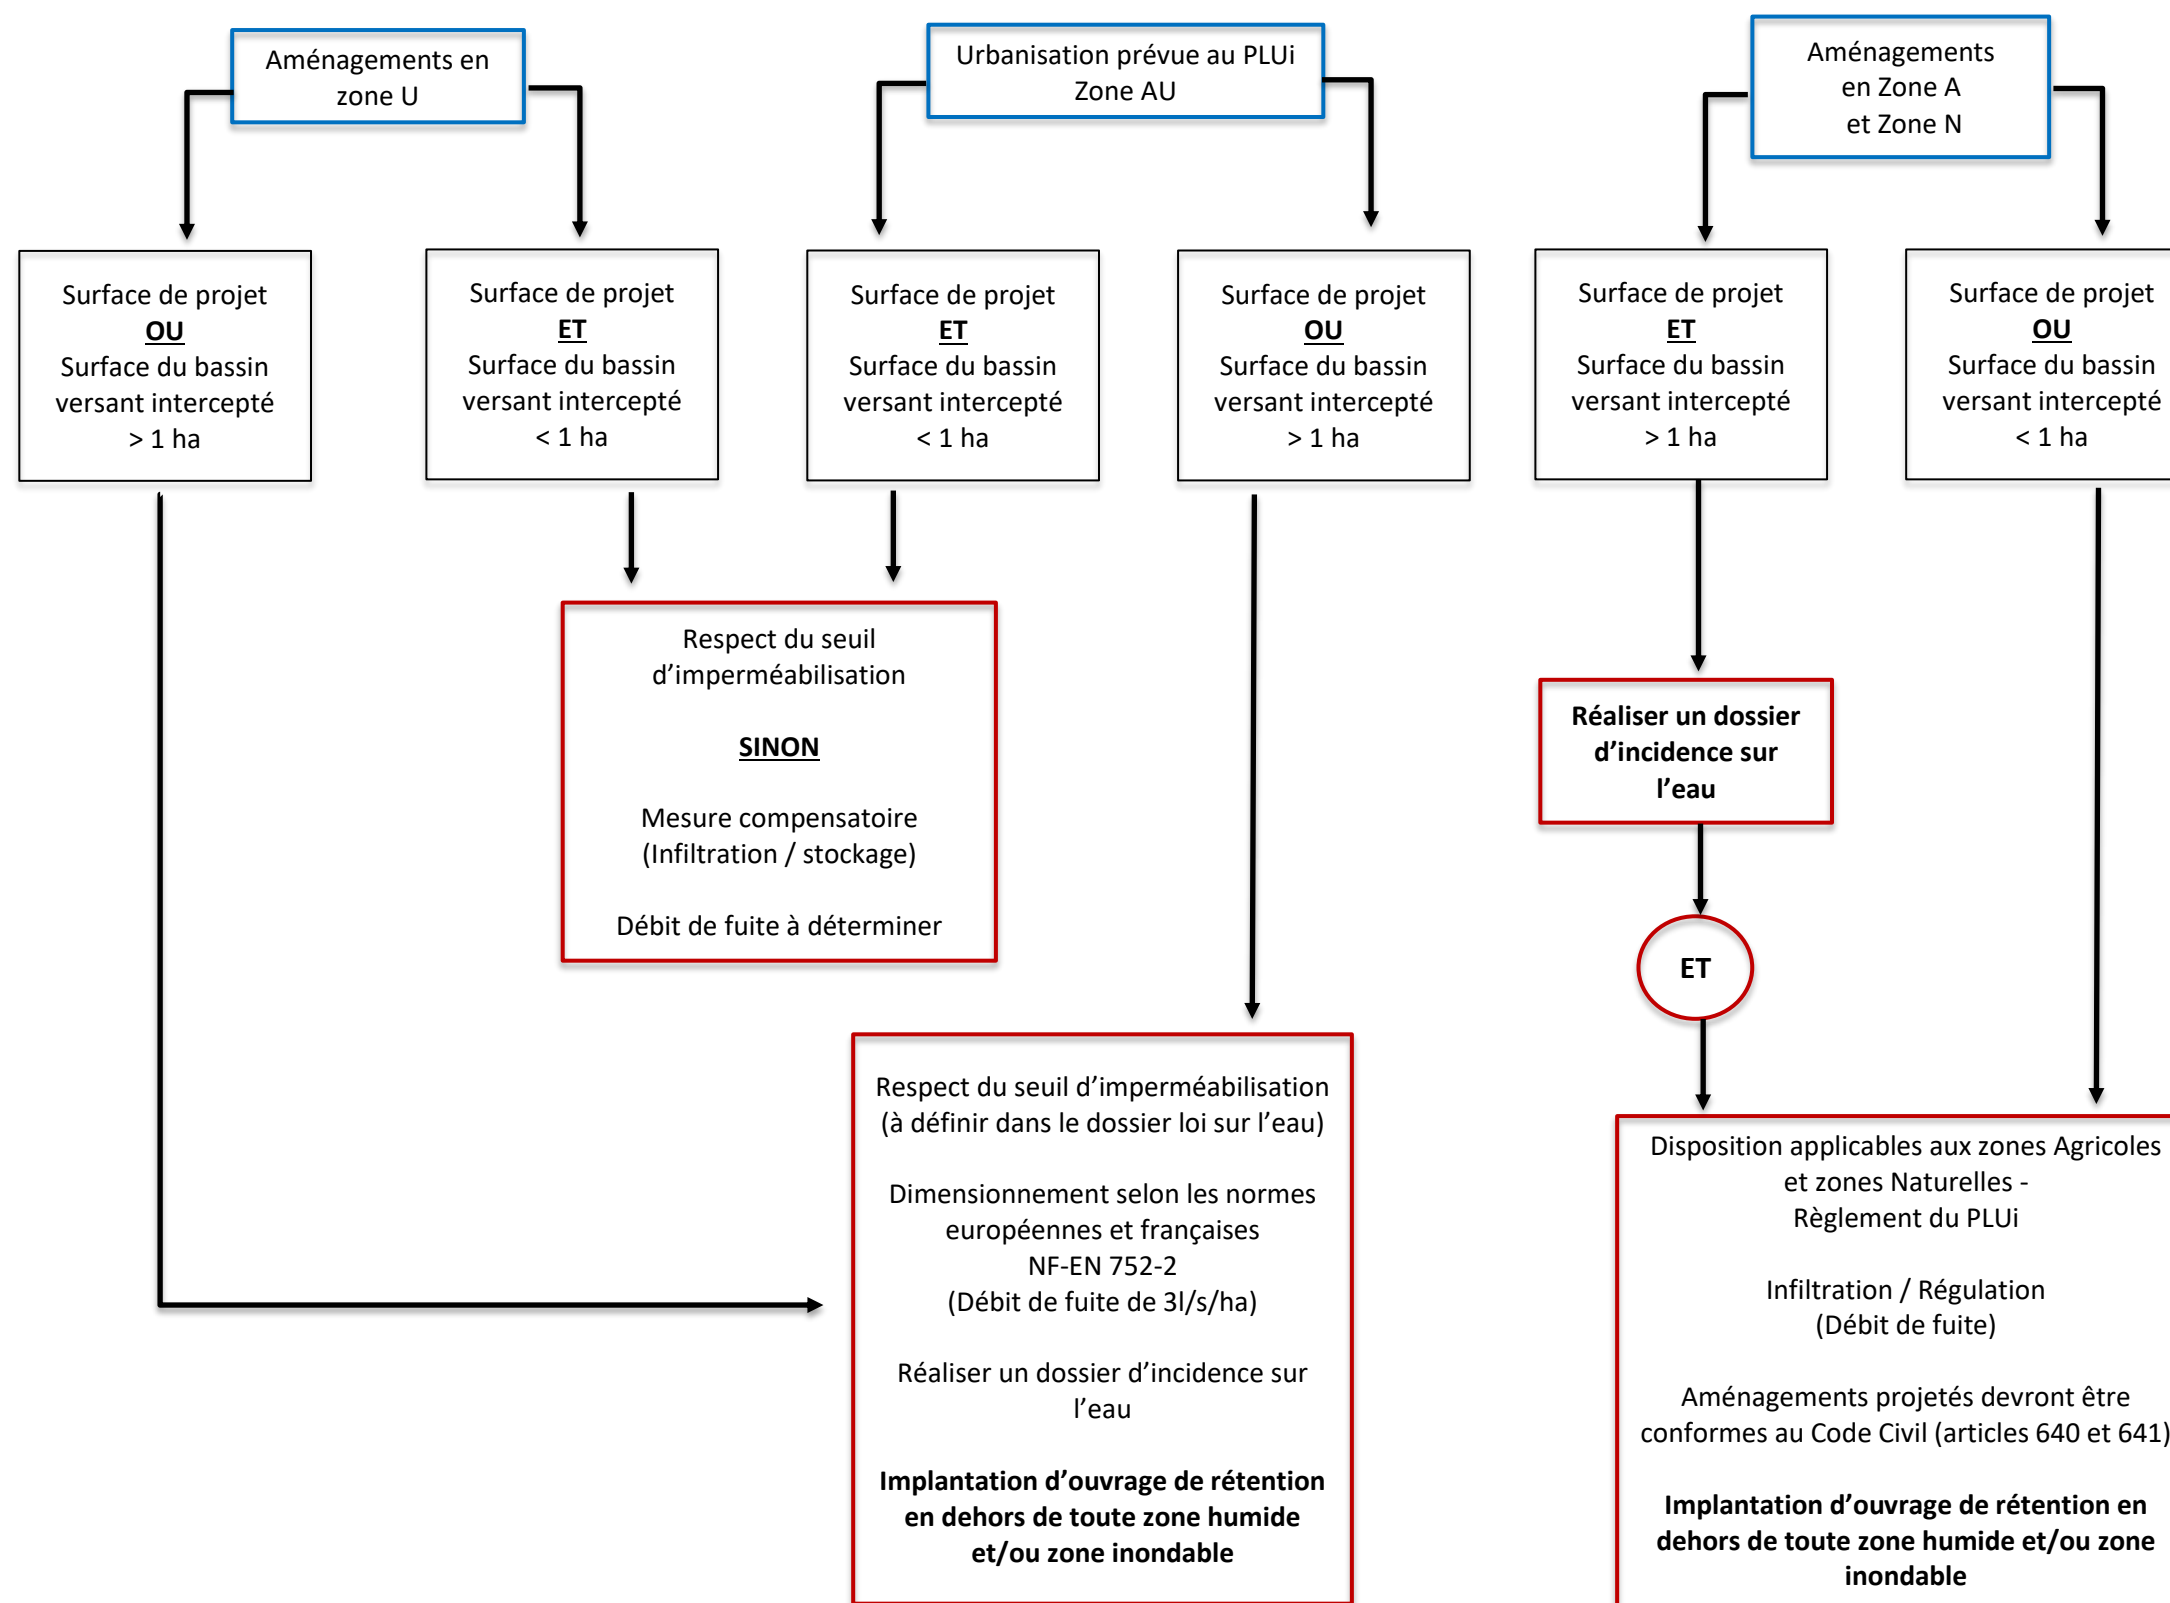 Aménagements en
zone U
Urbanisation prévue au PLUi
Zone AU
Aménagements
en Zone A
et Zone N
Surface de projet
OU
Surface du bassin
versant intercepté
> 1 ha
Surface de projet
ET
Surface du bassin
versant intercepté
< 1 ha
Surface de projet
ET
Surface du bassin
versant intercepté
< 1 ha
Surface de projet
OU
Surface du bassin
versant intercepté
> 1 ha
Surface de projet
ET
Surface du bassin
versant intercepté
> 1 ha
Surface de projet
OU
Surface du bassin
versant intercepté
< 1 ha
Respect du seuil
d’imperméabilisation
SINON
Mesure compensatoire
(Infiltration / stockage)
Débit de fuite à déterminer
Réaliser un dossier
d’incidence sur
l’eau
ET
Respect du seuil d’imperméabilisation
(à définir dans le dossier loi sur l’eau)
Dimensionnement selon les normes
européennes et françaises
NF-EN 752-2
(Débit de fuite de 3l/s/ha)
Réaliser un dossier d’incidence sur
l’eau
Implantation d’ouvrage de rétention
en dehors de toute zone humide
et/ou zone inondable
Disposition applicables aux zones Agricoles
et zones Naturelles -
Règlement du PLUi
Infiltration / Régulation
(Débit de fuite)
Aménagements projetés devront être
conformes au Code Civil (articles 640 et 641)
Implantation d’ouvrage de rétention en
dehors de toute zone humide et/ou zone
inondable